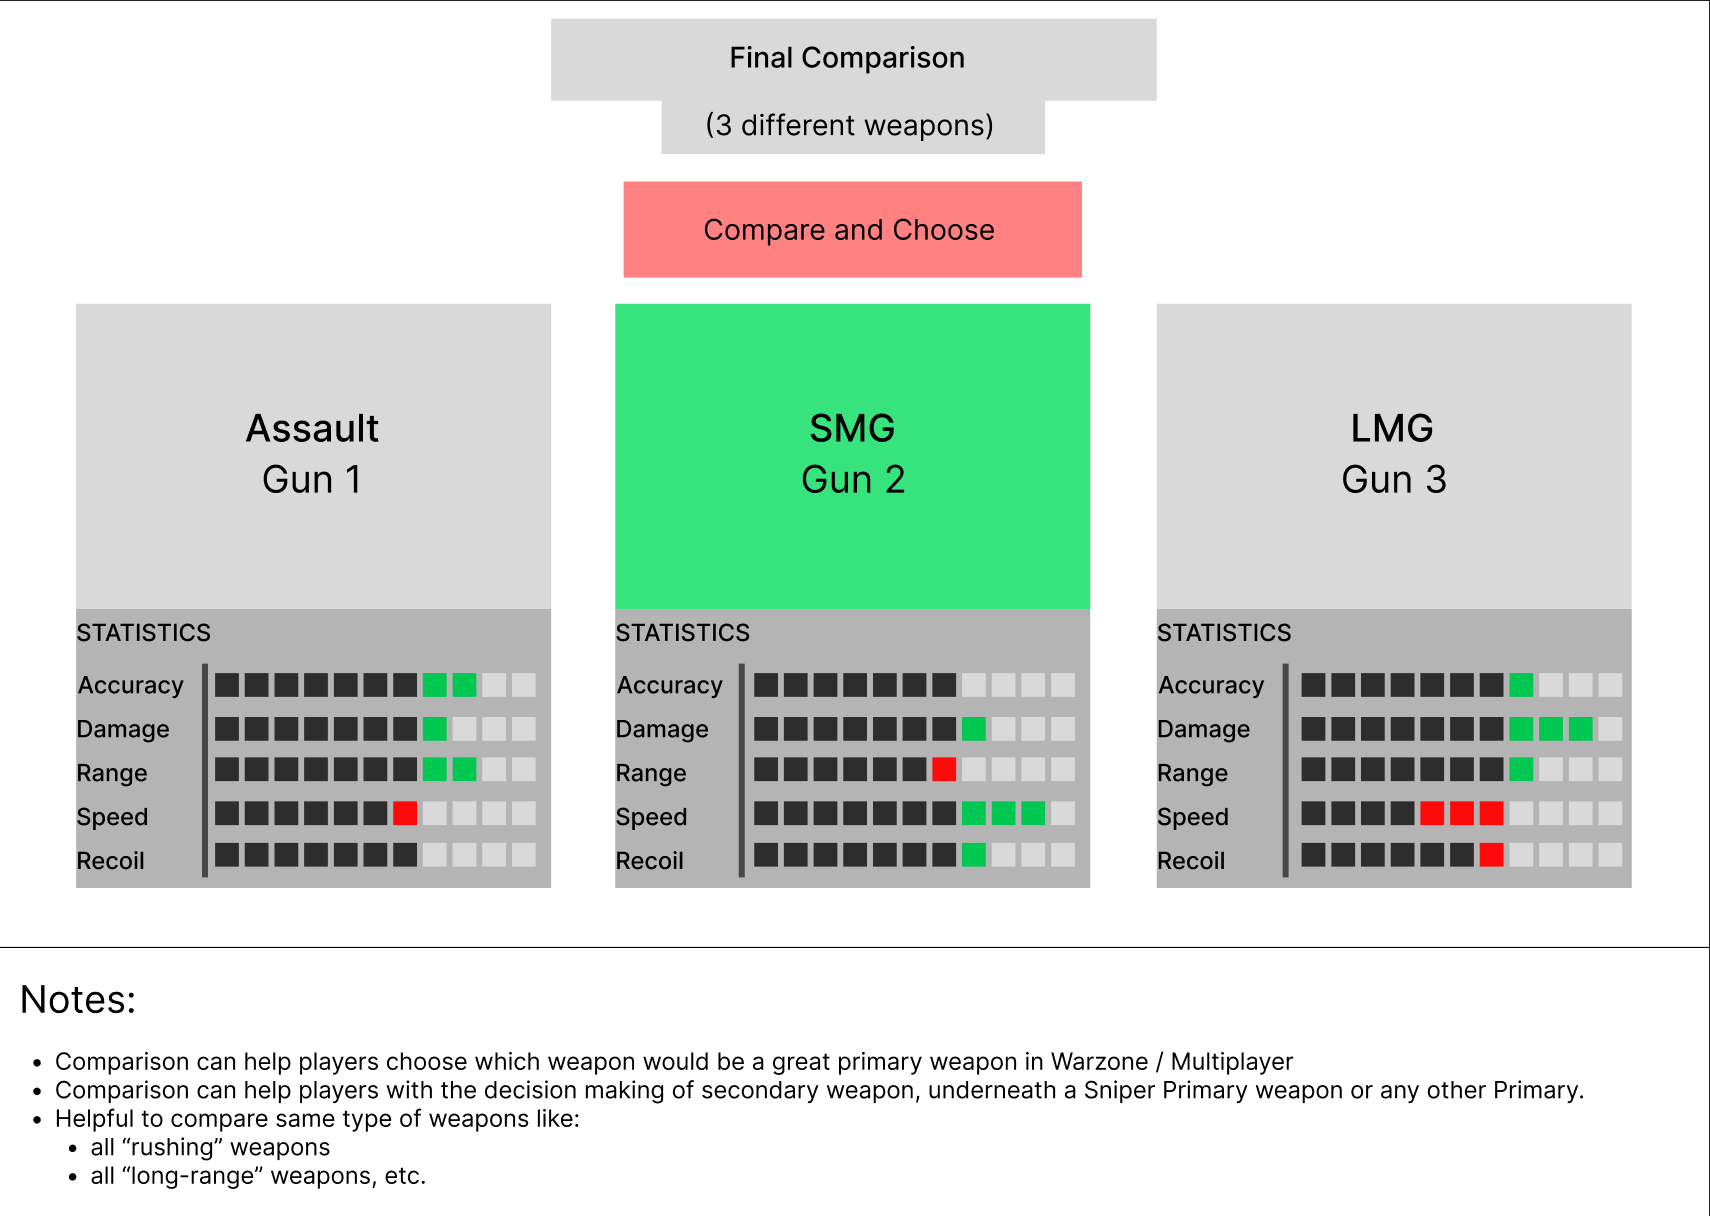 Final Comparison
(3 different weapons)
Compare and Choose
Assault
Gun 1
SMG
Gun 2
LMG
Gun 3
STATISTICS
Accuracy
Damage
Range
Speed
Recoil
STATISTICS
Accuracy
Damage
Range
Speed
Recoil
STATISTICS
Accuracy
Damage
Range
Speed
Recoil
Notes:
• Comparison can help players choose which weapon would be a great primary weapon in Warzone / Multiplayer
• Comparison can help players with the decision making of secondary weapon, underneath a Sniper Primary weapon or any other Primary.
• Helpful to compare same type of weapons like:
• all “rushing” weapons
• all “long-range” weapons, etc.